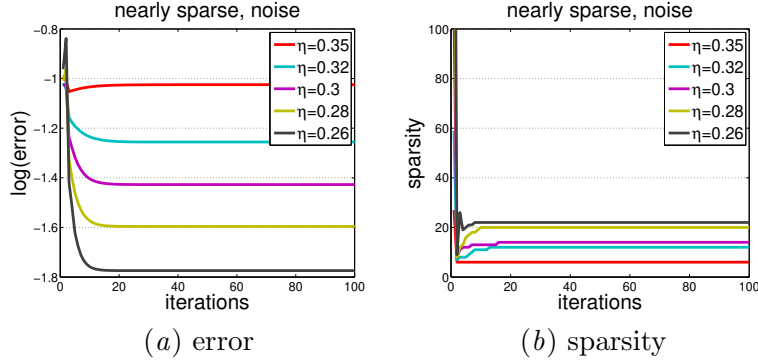 nearly sparse, noise
log(error)
-0.8
-1
-1.2
-1.4
-1.6
-1.8
η=0.35
η=0.32
η=0.3
η=0.28
η=0.26
0 20 40 60 80 100
iterations
(a) error
nearly sparse, noise
sparsity
100
80
60
40
20
0
η=0.35
η=0.32
η=0.3
η=0.28
η=0.26
0 20 40 60 80 100
iterations
(b) sparsity